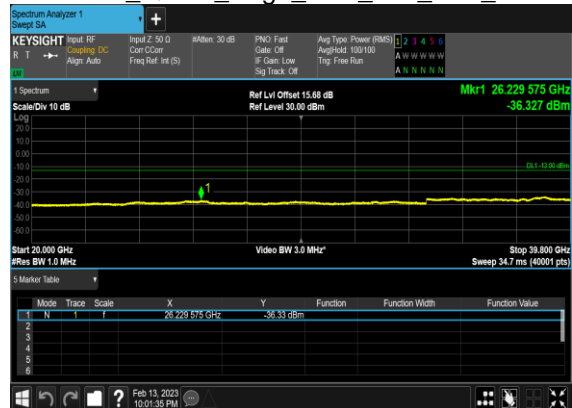 Spectrum Analyzer 1
Swept SA
KEYSIGHT Input: RF Input Z: 50 Ω #Atten: 30 dB PNO: Fast Avg Type: Power (RMS) 1 2 3 4 5 6
R T Coupling: DC Corr CCorr Gate: Off Avg|Hold: 100/100 A W W W W W
Align: Auto Freq Ref: Int (S) IF Gain: Low Trig: Free Run
Sig Track: Off A N N N N N
1 Spectrum Ref Lvl Offset 15.68 dB Mkr1 26.229 575 GHz
Scale/Div 10 dB Ref Level 30.00 dBm -36.327 dBm
Log
20.0
10.0
0.00
-10.0 DL1 -13.00 dBm
-20.0
-30.0 1
-40.0
-50.0
-60.0
Start 20.000 GHz Video BW 3.0 MHz* Stop 39.800 GHz
#Res BW 1.0 MHz Sweep 34.7 ms (40001 pts)
5 Marker Table
Mode Trace Scale X Y Function Function Width Function Value
1 N 1 f 26.229 575 GHz -36.33 dBm
2
3
4
5
6
? Feb 13, 2023
10:01:35 PM